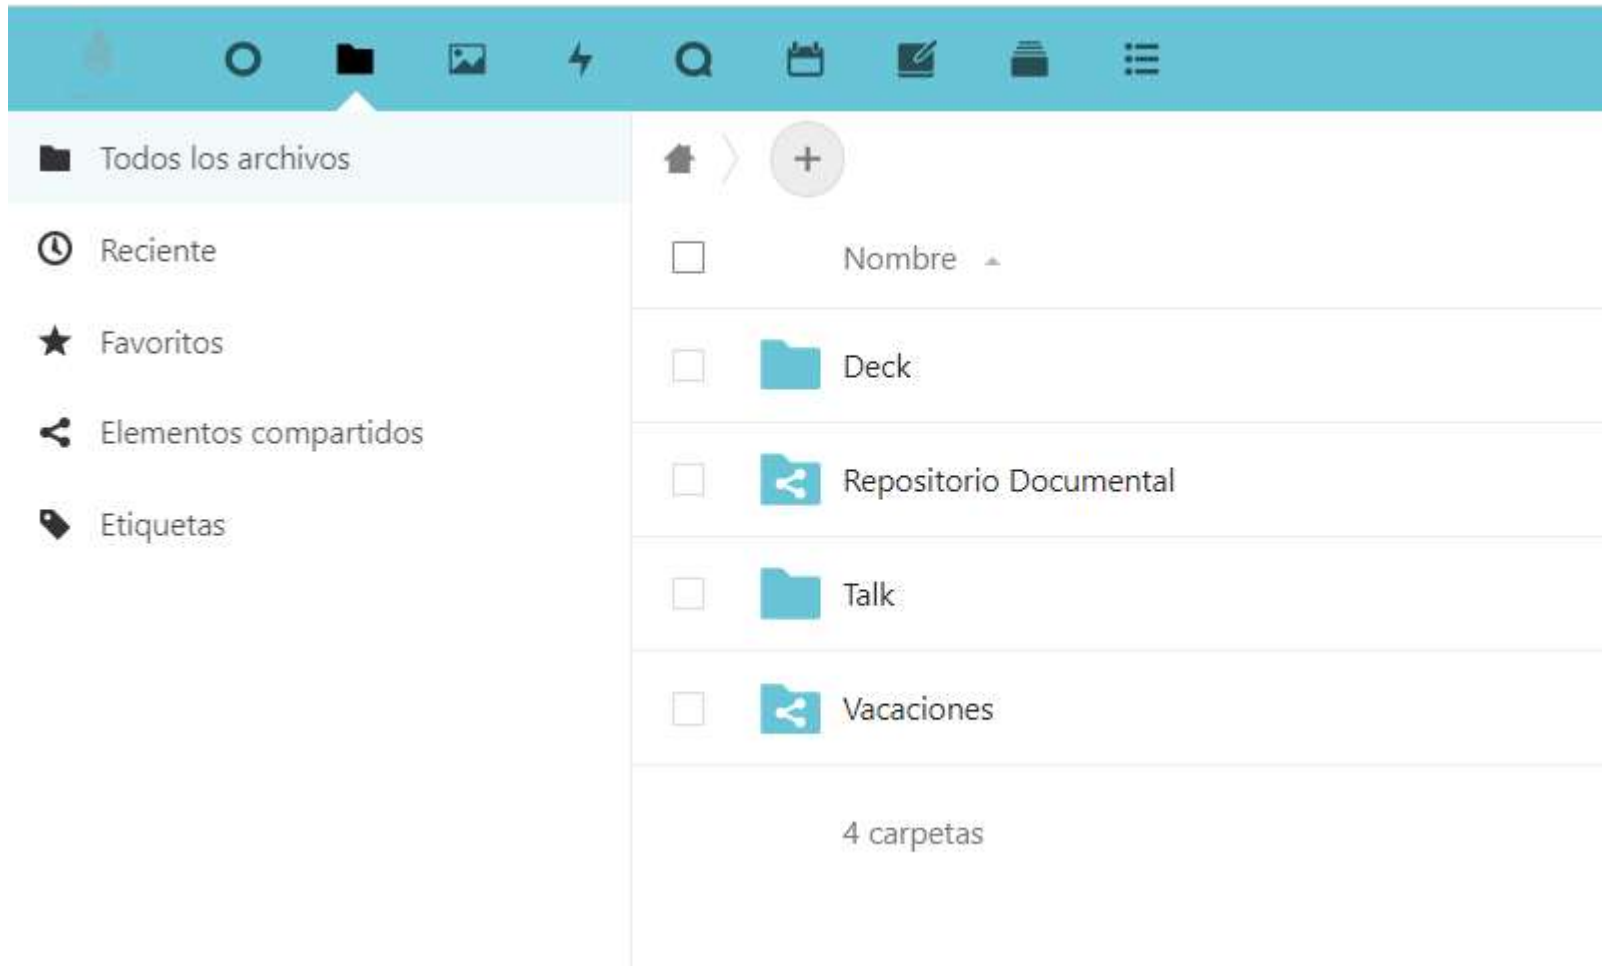 Todos los archivos
Reciente
Favoritos
Elementos compartidos
Etiquetas
Nombre
Deck
Repositorio Documental
Talk
Vacaciones
4 carpetas